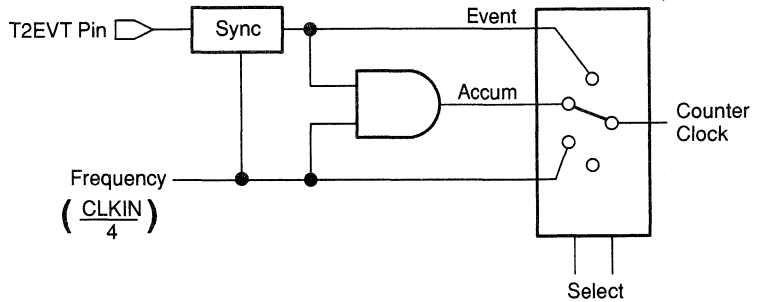 Event
T2EVT Pin
Sync
Accum
Counter
Clock
Frequency
(CLKIN/4)
Select